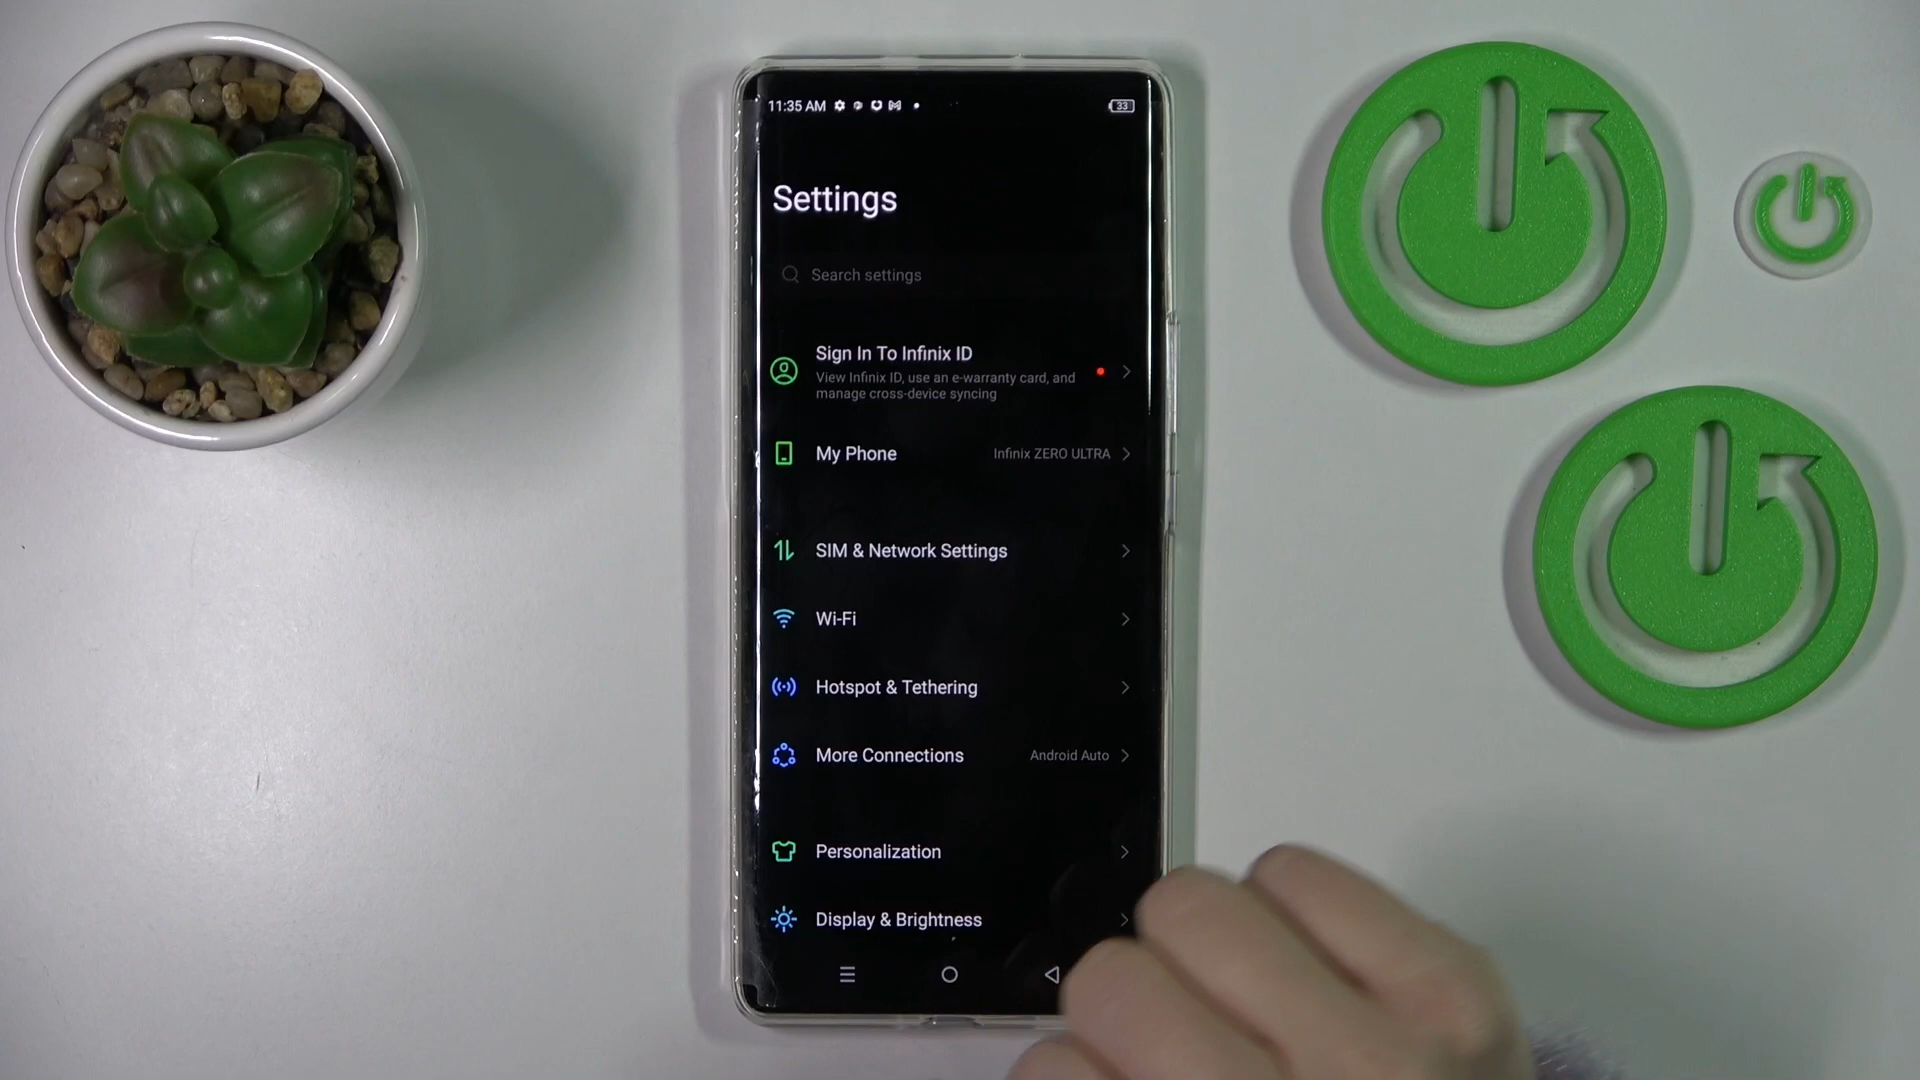 11:35 AM
33
Settings
Search settings
Sign In To Infinix ID
View Infinix ID, use an e-warranty card, and
manage cross-device syncing
My Phone
Infinix ZERO ULTRA
SIM & Network Settings
Wi-Fi
Hotspot & Tethering
More Connections
Android Auto
Personalization
Display & Brightness